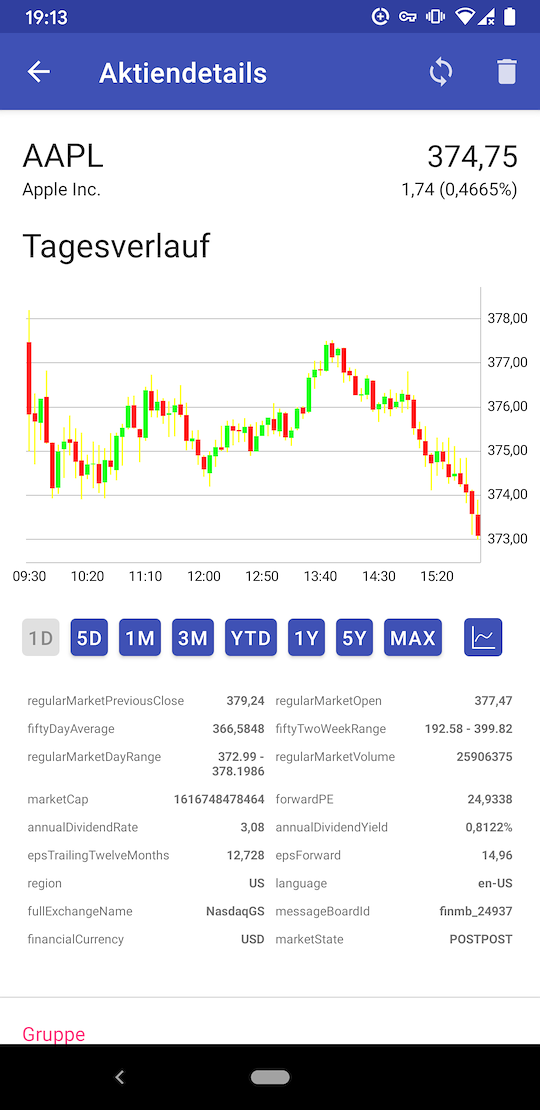 19:13
Aktiendetails
AAPL 374,75
Apple Inc. 1,74 (0,4665%)
Tagesverlauf
378,00
377,00
376,00
375,00
374,00
373,00
09:30 10:20 11:10 12:00 12:50 13:40 14:30 15:20
1D 5D 1M 3M YTD 1Y 5Y MAX
regularMarketPreviousClose 379,24 regularMarketOpen 377,47
fiftyDayAverage 366,5848 fiftyTwoWeekRange 192.58 - 399.82
regularMarketDayRange 372.99 - regularMarketVolume 25906375
378.1986
marketCap 1616748478464 forwardPE 24,9338
annualDividendRate 3,08 annualDividendYield 0,8122%
epsTrailingTwelveMonths 12,728 epsForward 14,96
region US language en-US
fullExchangeName NasdaqGS messageBoardId finmb_24937
financialCurrency USD marketState POSTPOST
Gruppe